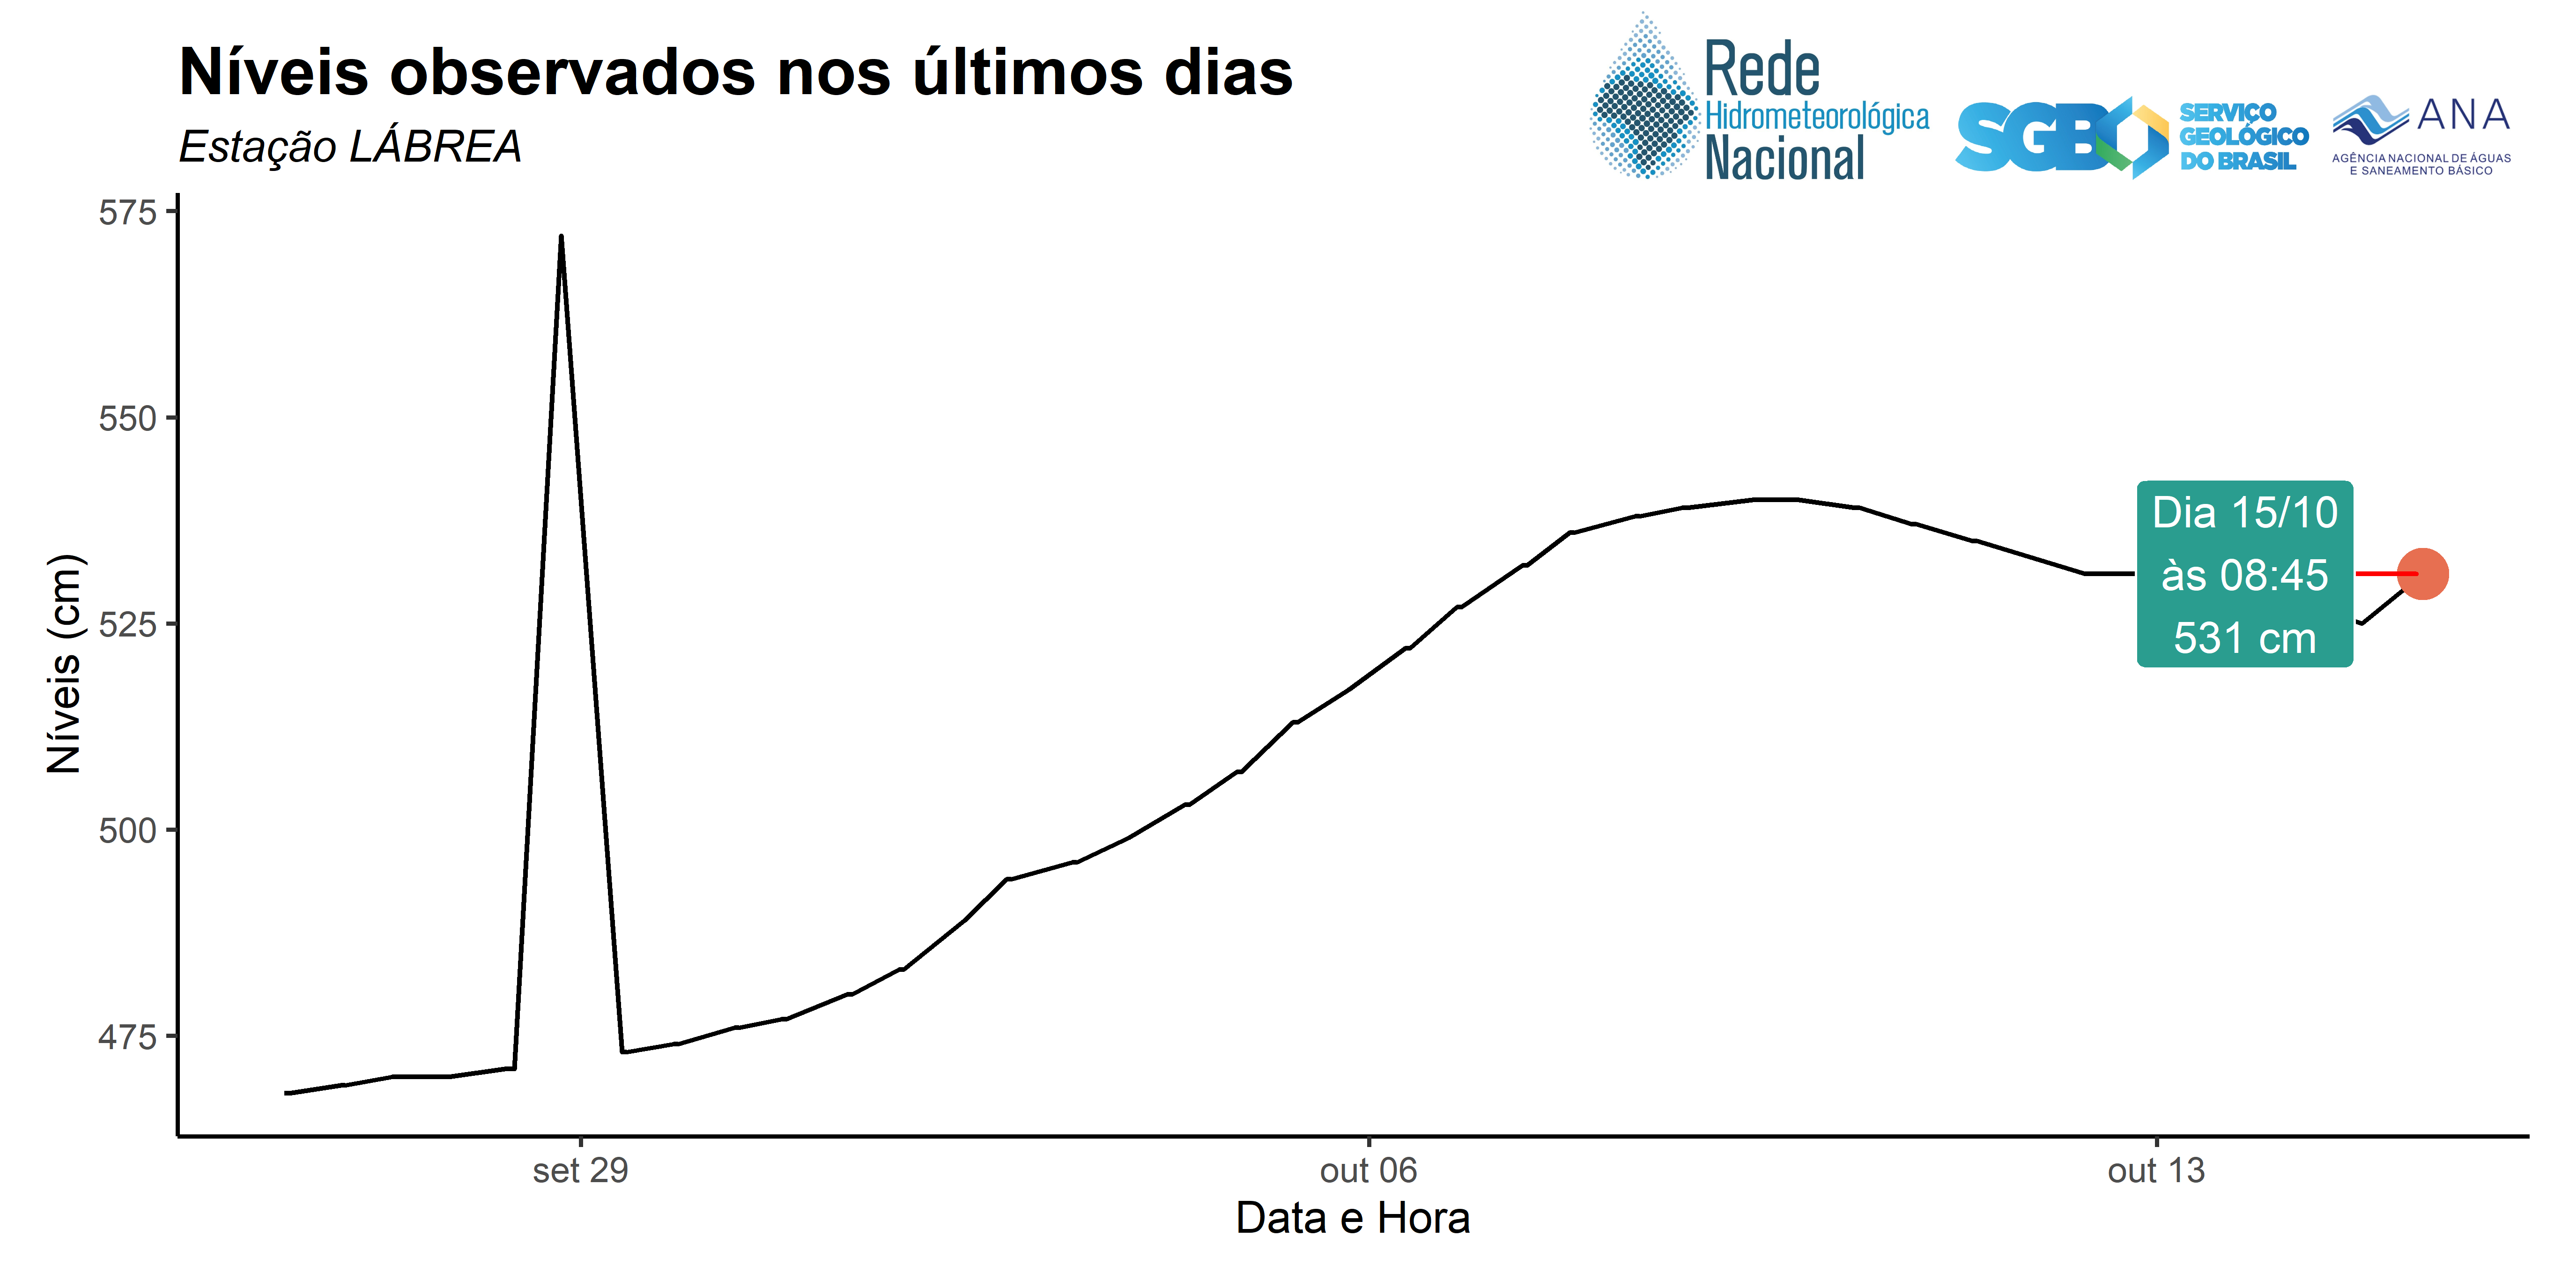 Níveis observados nos últimos dias
Estação LÁBREA
Rede
Hidrometeorológica
Nacional
SGB
SERVIÇO
GEOLÓGICO
DO BRASIL
ANA
AGÊNCIA NACIONAL DE ÁGUAS
E SANEAMENTO BÁSICO
575
550
525
500
475
Níveis (cm)
Dia 15/10
às 08:45
531 cm
set 29
out 06
out 13
Data e Hora